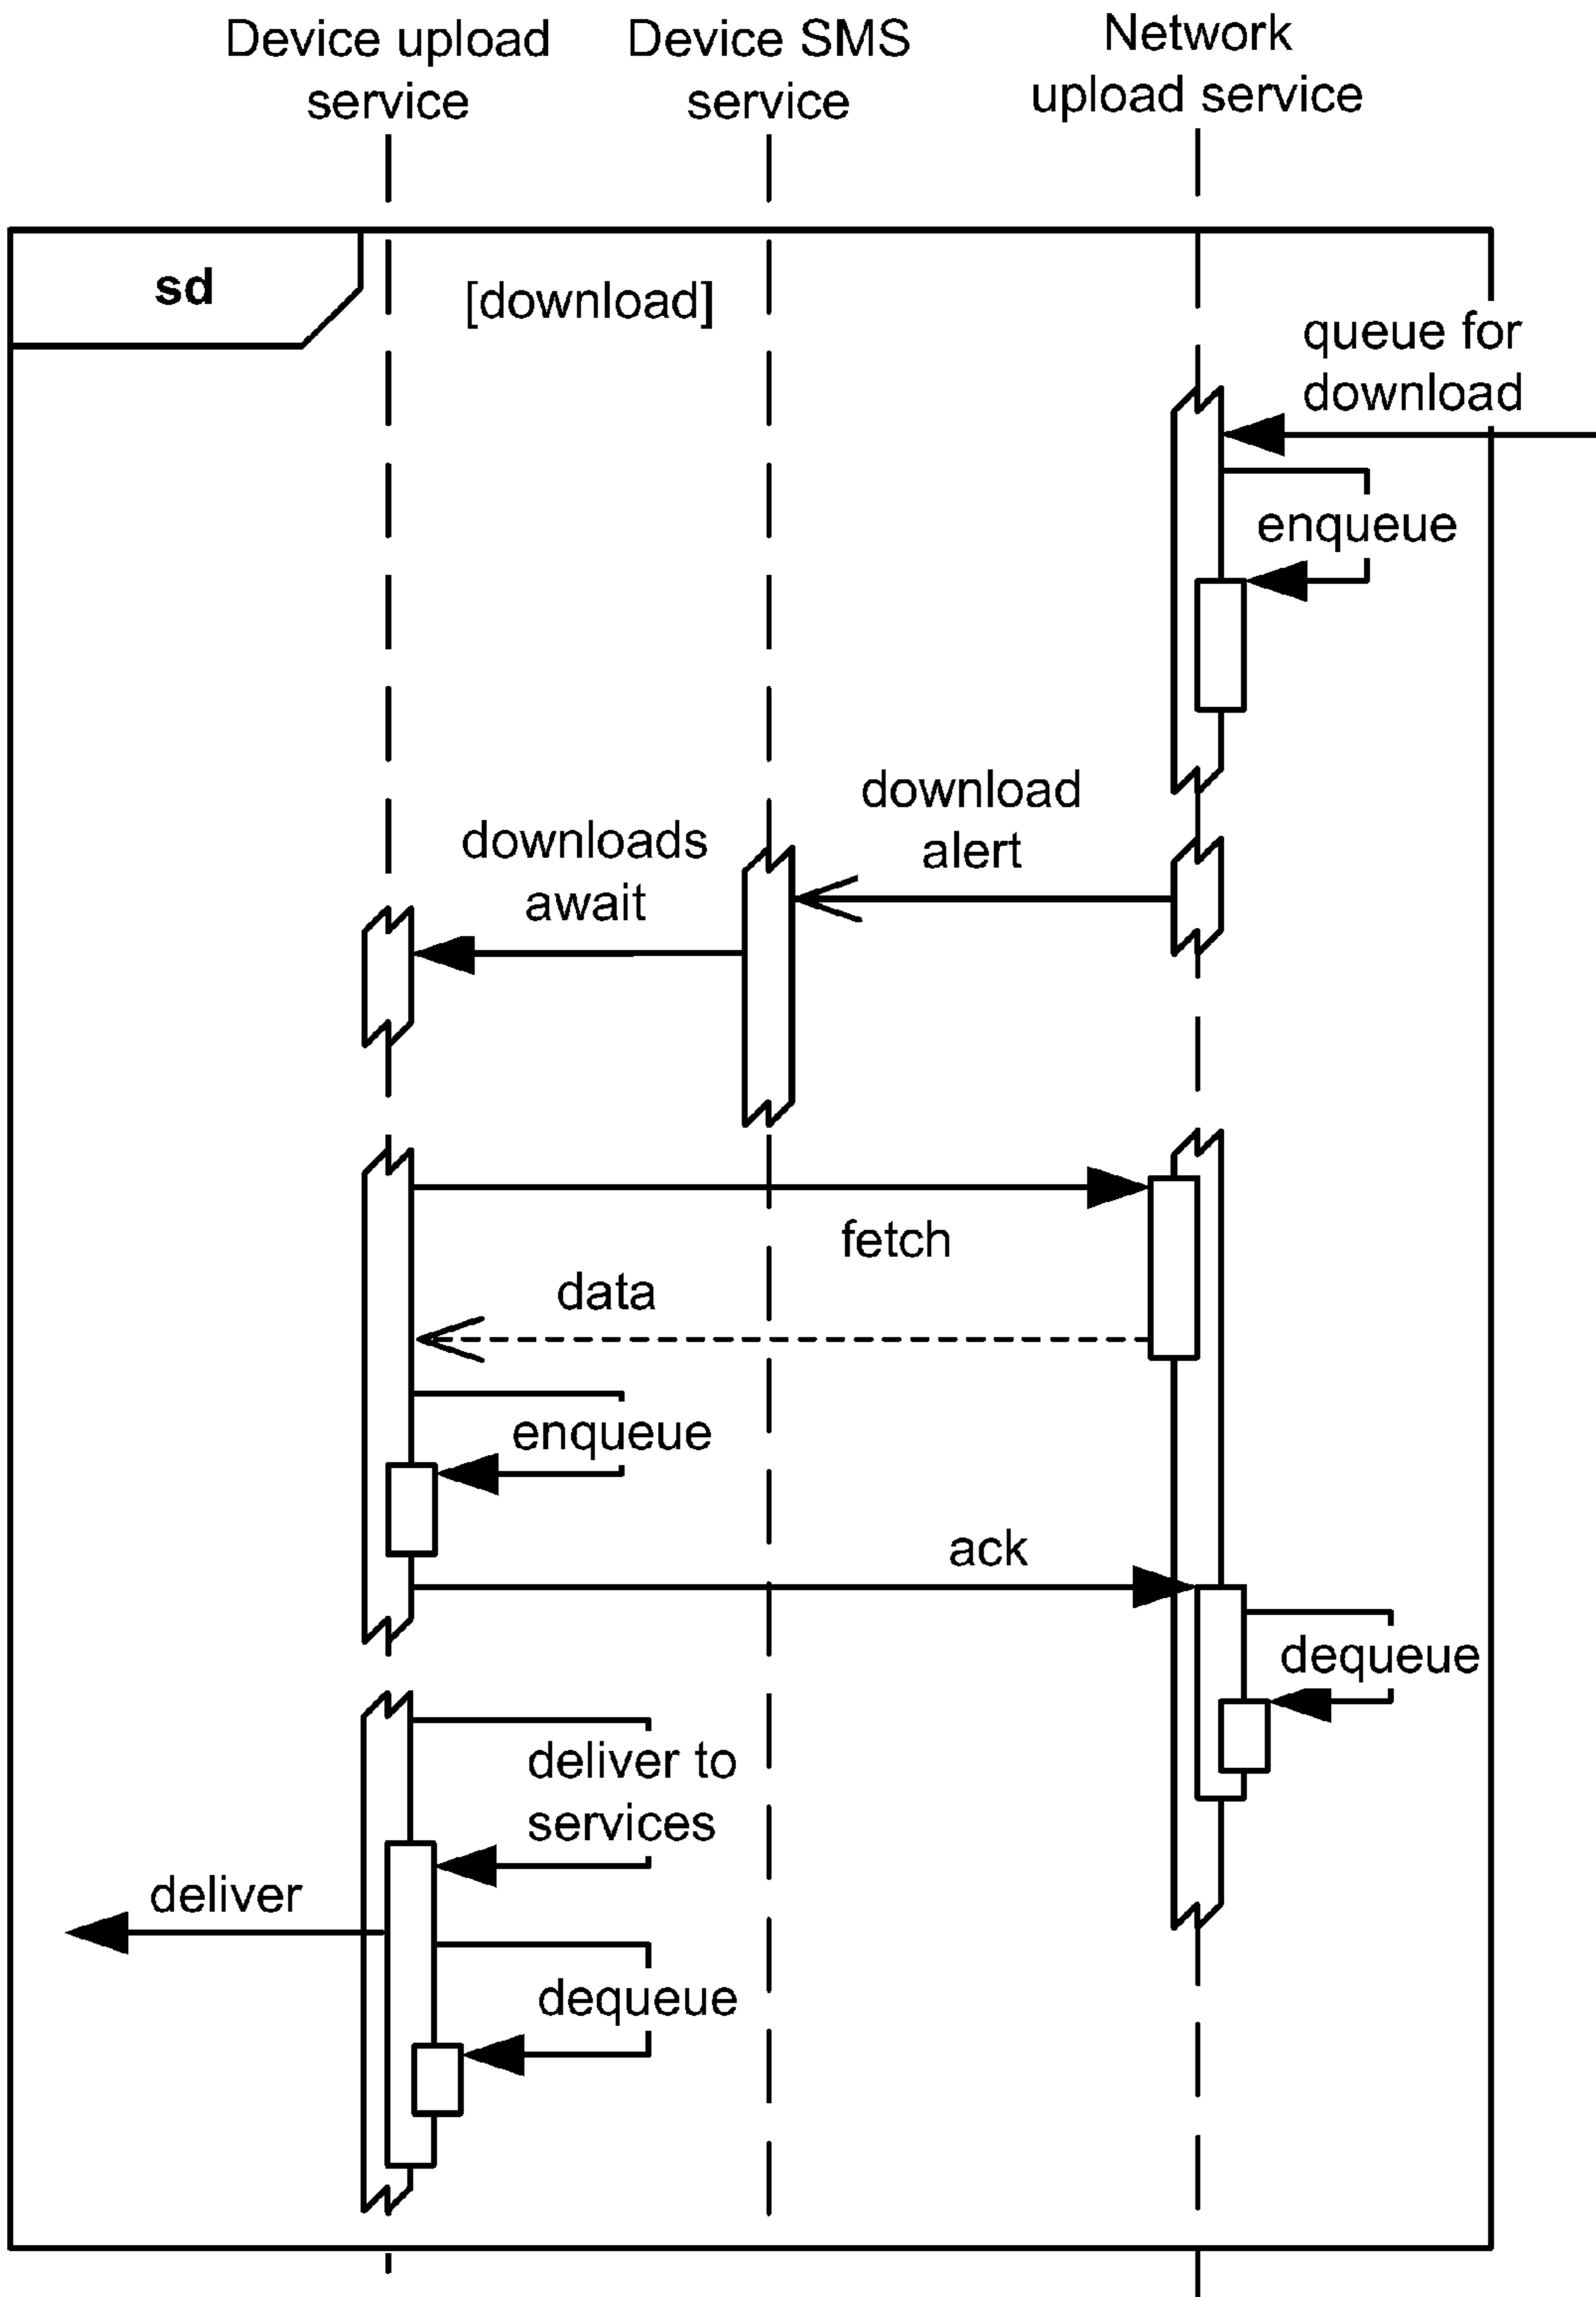 Device upload
service
Device SMS
service
Network
upload service
sd
[download]
queue for
download
enqueue
download
alert
downloads
await
fetch
data
enqueue
ack
dequeue
deliver to
services
deliver
dequeue